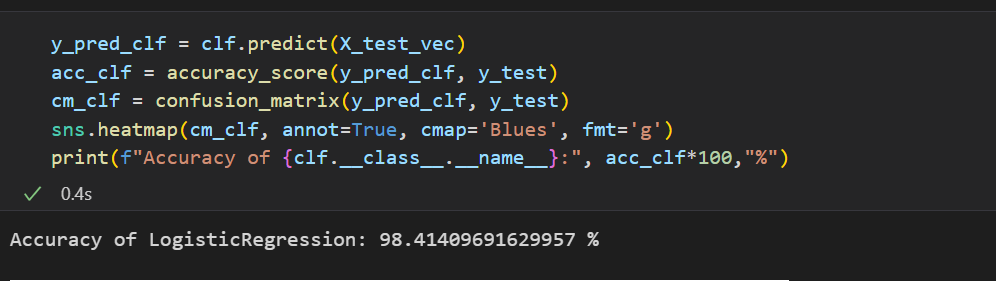 y_pred_clf = clf.predict(X_test_vec)
acc_clf = accuracy_score(y_pred_clf, y_test)
cm_clf = confusion_matrix(y_pred_clf, y_test)
sns.heatmap(cm_clf, annot=True, cmap='Blues', fmt='g')
print(f"Accuracy of {clf.__class__.__name__}:", acc_clf*100,"%")
0.4s
Accuracy of LogisticRegression: 98.41409691629957 %